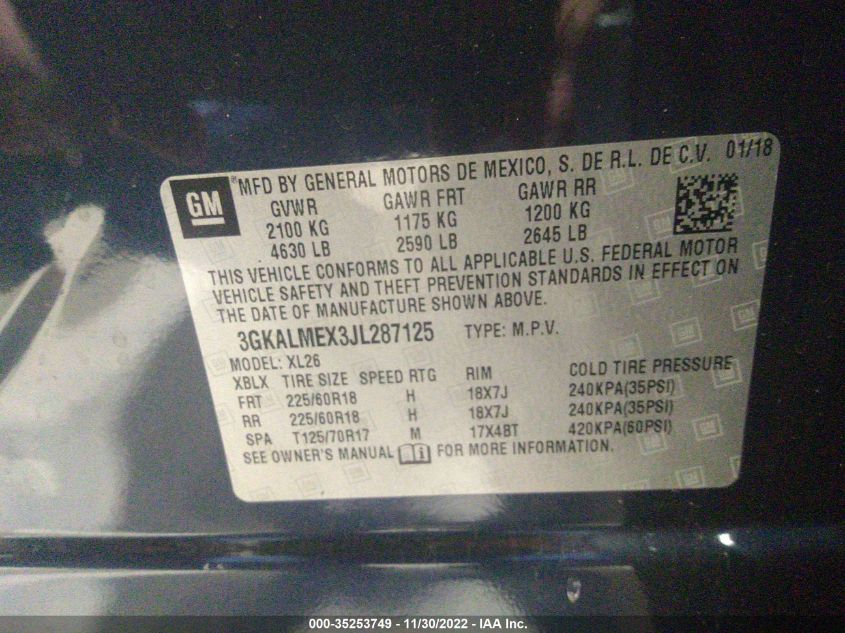 GM ® MFD BY GENERAL MOTORS DE MEXICO, S. DE R.L. DE C.V. 01/18
GVWR GAWR FRT GAWR RR
2100 KG 1175 KG 1200 KG
4630 LB 2590 LB 2645 LB
THIS VEHICLE CONFORMS TO ALL APPLICABLE U.S. FEDERAL MOTOR
VEHICLE SAFETY AND THEFT PREVENTION STANDARDS IN EFFECT ON
THE DATE OF MANUFACTURE SHOWN ABOVE.
3GKALMEX3JL287125 TYPE: M.P.V.
MODEL: XL26
XBLX TIRE SIZE SPEED RTG RIM COLD TIRE PRESSURE
FRT 225/60R18 H 18X7J 240KPA(35PSI)
RR 225/60R18 H 18X7J 240KPA(35PSI)
SPA T125/70R17 M 17X4BT 420KPA(60PSI)
SEE OWNER'S MANUAL FOR MORE INFORMATION.
000-35253749 - 11/30/2022 - IAA Inc.